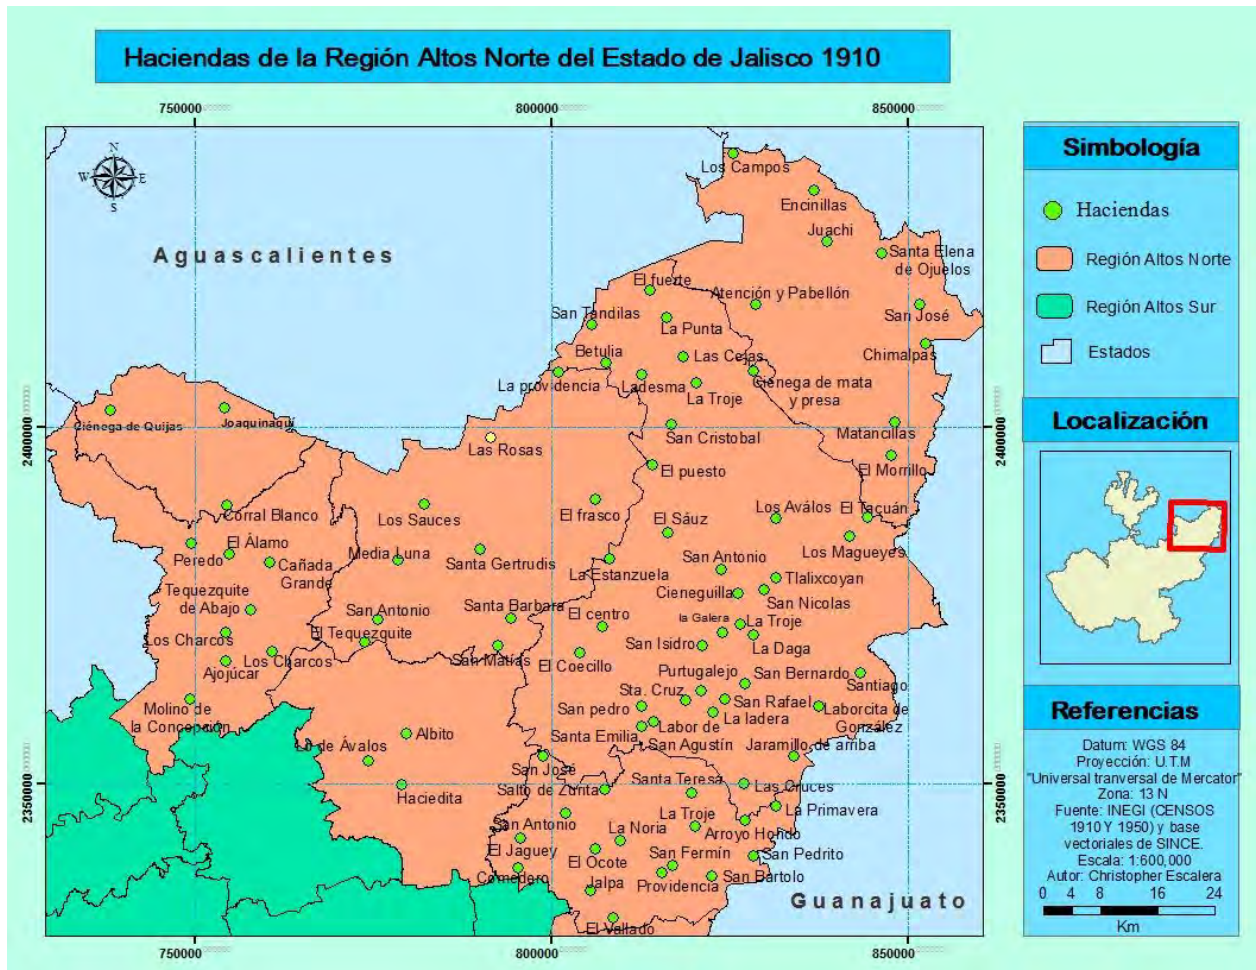 Haciendas de la Región Altos Norte del Estado de Jalisco 1910
750000
800000
850000
N
W
E
S
Aguascalientes
Los Campos
Encinillas
Juachi
Santa Elena
de Ojuelos
El fuerte
Atención y Pabellón
San Tandilas
La Punta
San José
Betulia
Las Cejas
Chimalpas
La providencia
Ladesma
Ciénega de mata
y presa
La Troje
Ciénega de Quijas
Joaquinaqui
Las Rosas
San Cristobal
Matancillas
2400000
2400000
El puesto
El Morrillo
Corral Blanco
Los Sauces
El frasco
El Sáuz
Los Aválos
El Tacuán
Peredo
El Álamo
Cañada
Grande
Media Luna
Santa Gertrudis
La Estanzuela
San Antonio
Los Magueyes
Tlalixcoyan
Tequezquite
de Abajo
Cieneguilla
San Nicolas
San Antonio
Santa Barbara
El centro
la Galera
La Troje
Los Charcos
El Tequezquite
San Isidro
La Daga
Los Charcos
Ajojúcar
San Matías
El Coecillo
Purtugalejo
San Bernardo
Santiago
Sta. Cruz
San Rafael
Molino de
la Concepción
San pedro
La ladera
Laborcita de
González
Labor de
San Agustín
Santa Emilia
Albito
Jaramillo de arriba
Lo de Ávalos
San José
Haciedita
Salto de Zurita
Santa Teresa
Las Cruces
2350000
2350000
La Primavera
San Antonio
La Noria
La Troje
Arroyo Hondo
El Jaguey
El Ocote
San Fermín
San Pedrito
Comedero
Jalpa
Providencia
San Bartolo
Guanajuato
El Vallado
750000
800000
850000
Simbología
Haciendas
Región Altos Norte
Región Altos Sur
Estados
Localización
Referencias
Datum: WGS 84
Proyección: U.T.M
"Universal tranversal de Mercator"
Zona: 13 N
Fuente: INEGI (CENSOS
1910 Y 1950) y base
vectoriales de SINCE.
Escala: 1:600,000
Autor: Christopher Escalera
0 4 8 16 24
Km